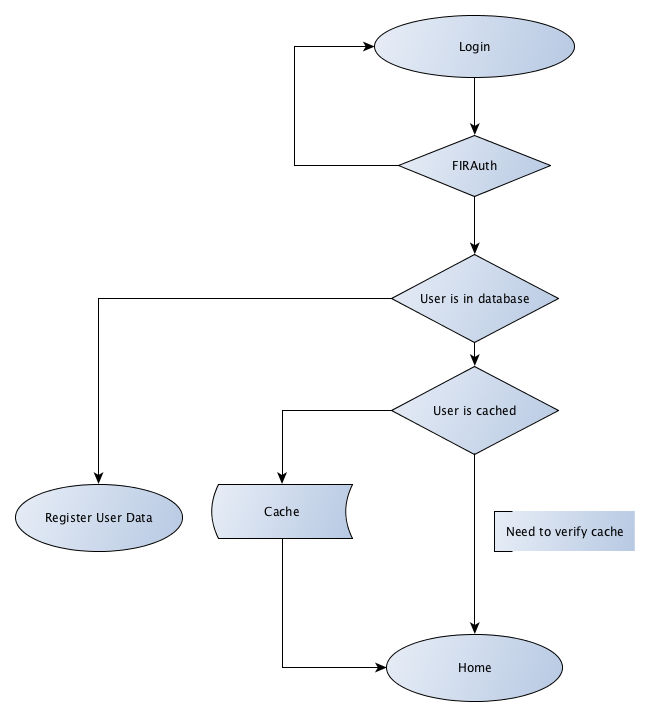 Login
FIRAuth
User is in database
User is cached
Register User Data
Cache
Need to verify cache
Home